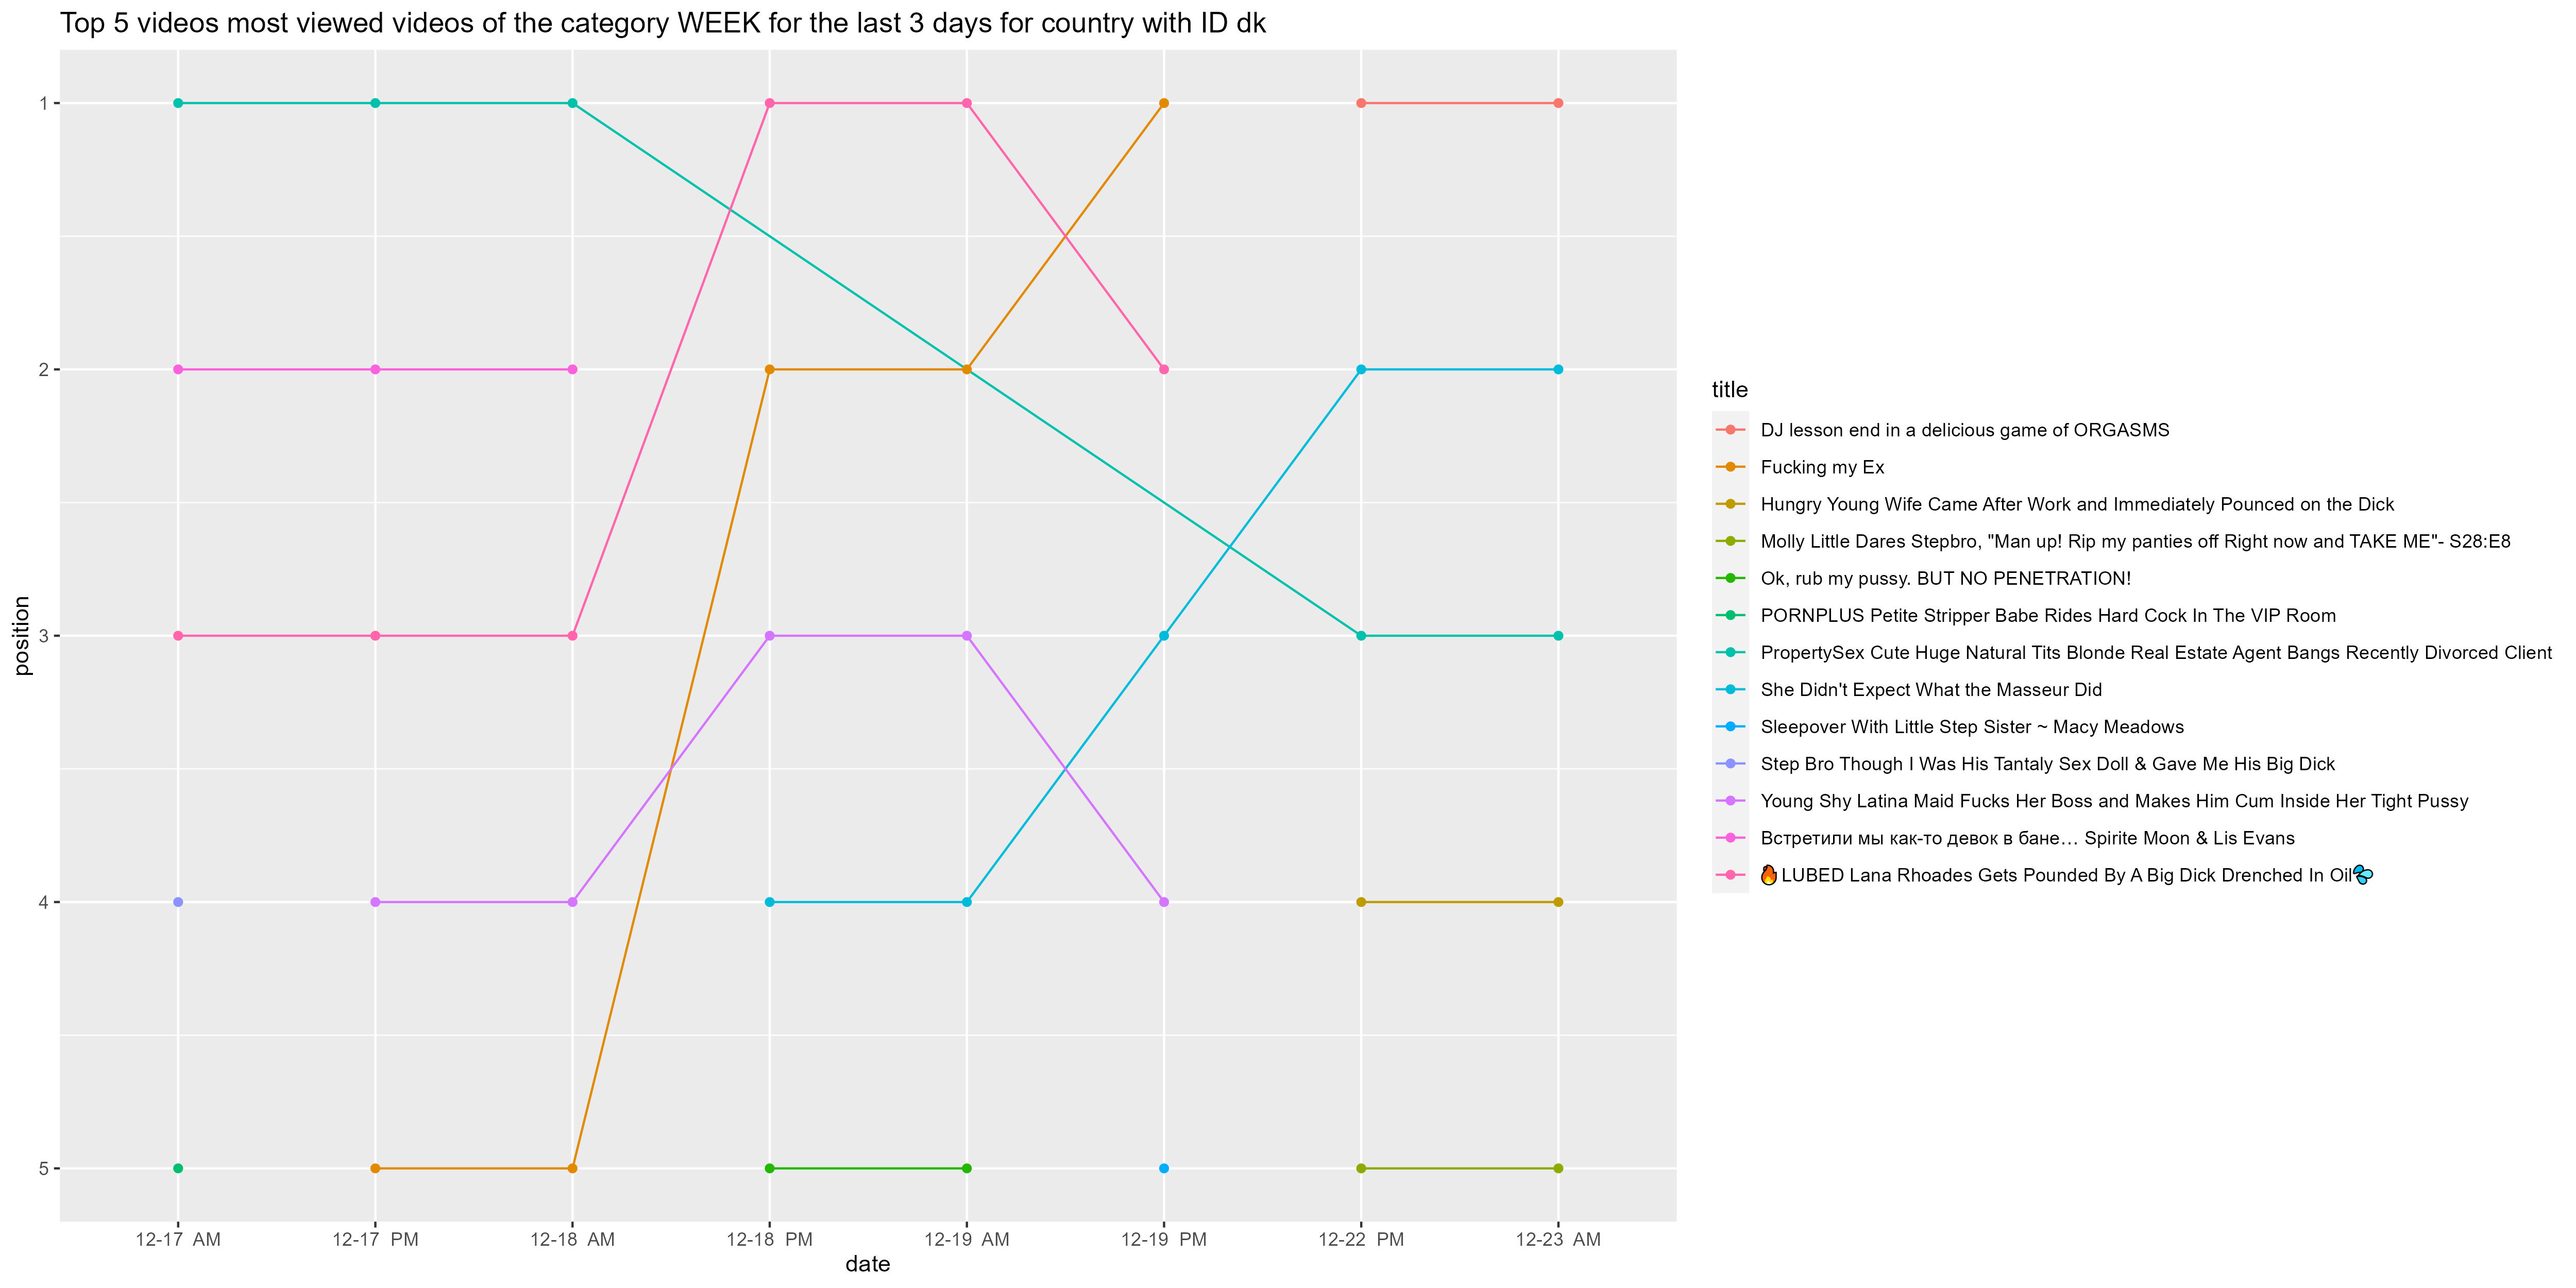 Top 5 videos most viewed videos of the category WEEK for the last 3 days for country with ID dk
position
1
2
3
4
5
12-17 AM
12-17 PM
12-18 AM
12-18 PM
12-19 AM
12-19 PM
12-22 PM
12-23 AM
date
title
DJ lesson end in a delicious game of ORGASMS
Fucking my Ex
Hungry Young Wife Came After Work and Immediately Pounced on the Dick
Molly Little Dares Stepbro, "Man up! Rip my panties off Right now and TAKE ME"- S28:E8
Ok, rub my pussy. BUT NO PENETRATION!
PORNPLUS Petite Stripper Babe Rides Hard Cock In The VIP Room
PropertySex Cute Huge Natural Tits Blonde Real Estate Agent Bangs Recently Divorced Client
She Didn't Expect What the Masseur Did
Sleepover With Little Step Sister ~ Macy Meadows
Step Bro Though I Was His Tantaly Sex Doll & Gave Me His Big Dick
Young Shy Latina Maid Fucks Her Boss and Makes Him Cum Inside Her Tight Pussy
Встретили мы как-то девок в бане… Spirite Moon & Lis Evans
🔥LUBED Lana Rhoades Gets Pounded By A Big Dick Drenched In Oil💦